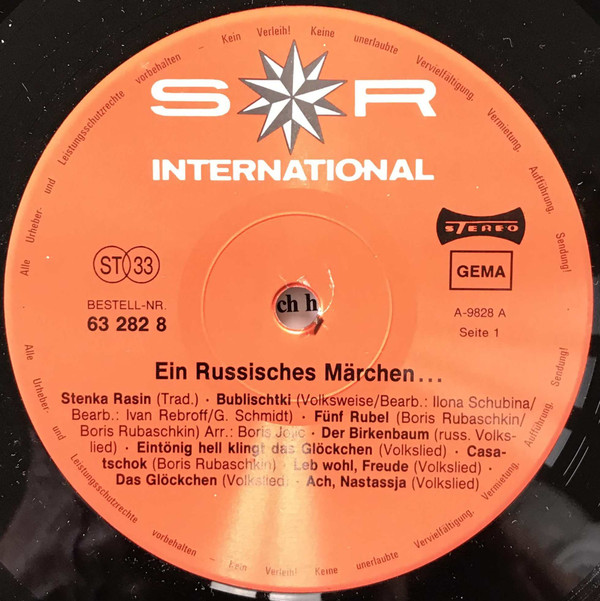 Alle Urheber- und Leistungsschutzrechte vorbehalten Kein Verleih! Keine unerlaubte Vervielfältigung, Vermietung, Aufführung, Sendung!
S R
INTERNATIONAL
STEREO
ST 33
GEMA
BESTELL-NR.
63 282 8
A-9828 A
Seite 1
ch h
Ein Russisches Märchen...
Stenka Rasin (Trad.) · Bublischtki (Volksweise/Bearb.: Ilona Schubina/
Bearb.: Ivan Rebroff/G. Schmidt) · Fünf Rubel (Boris Rubaschkin/
Boris Rubaschkin) Arr.: Boris Jojic · Der Birkenbaum (russ. Volks-
lied) · Eintönig hell klingt das Glöckchen (Volkslied) · Casa-
tschok (Boris Rubaschkin) · Leb wohl, Freude (Volkslied) ·
Das Glöckchen (Volkslied) · Ach, Nastassja (Volkslied)
Alle Urheber- und Leistungsschutzrechte vorbehalten - Kein Verleih! Keine unerlaubte Vervielfältigung, Vermietung, Aufführung, Sendung!